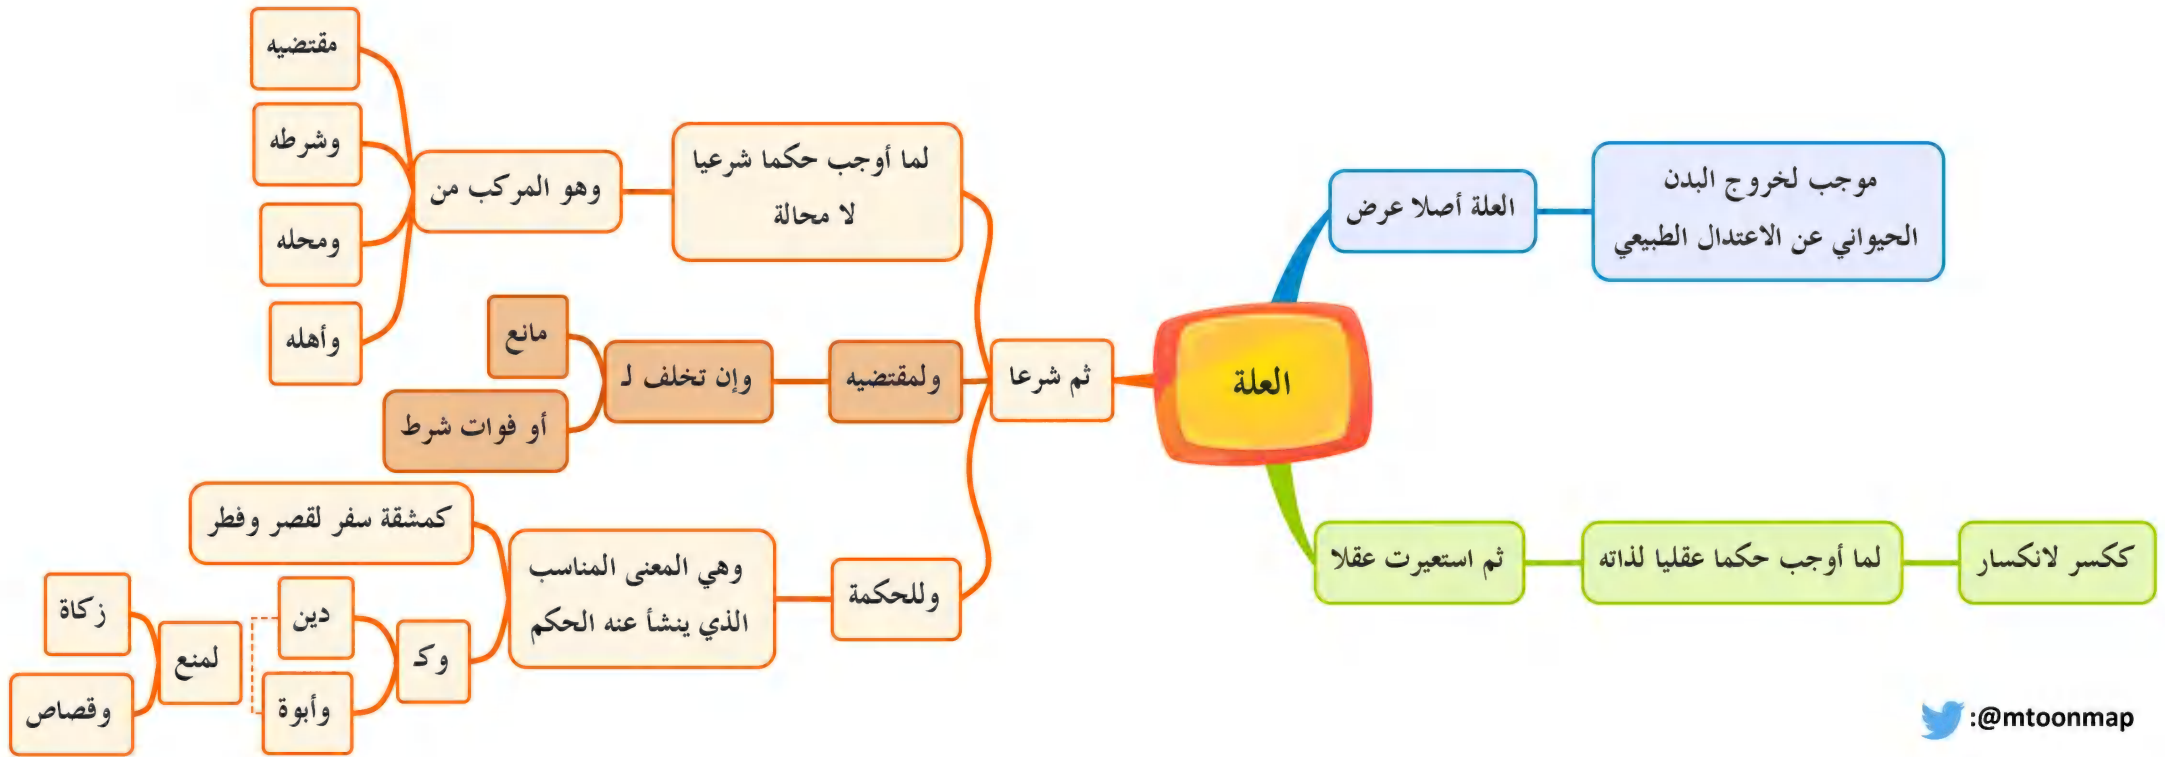 العلة
العلة أصلا عرض
موجب لخروج البدن
الحيواني عن الاعتدال الطبيعي
ثم استعيرت عقلا
لما أوجب حكما عقليا لذاته
ككسر لانكسار
ثم شرعا
لما أوجب حكما شرعيا
لا محالة
وهو المركب من
مقتضيه
وشرطه
ومحله
وأهله
ولمقتضيه
وإن تخلف لـ
مانع
أو فوات شرط
وللحكمة
وهي المعنى المناسب
الذي ينشأ عنه الحكم
كمشقة سفر لقصر وفطر
وكـ
دين
وأبوة
لمنع
زكاة
وقصاص
:@mtoonmap